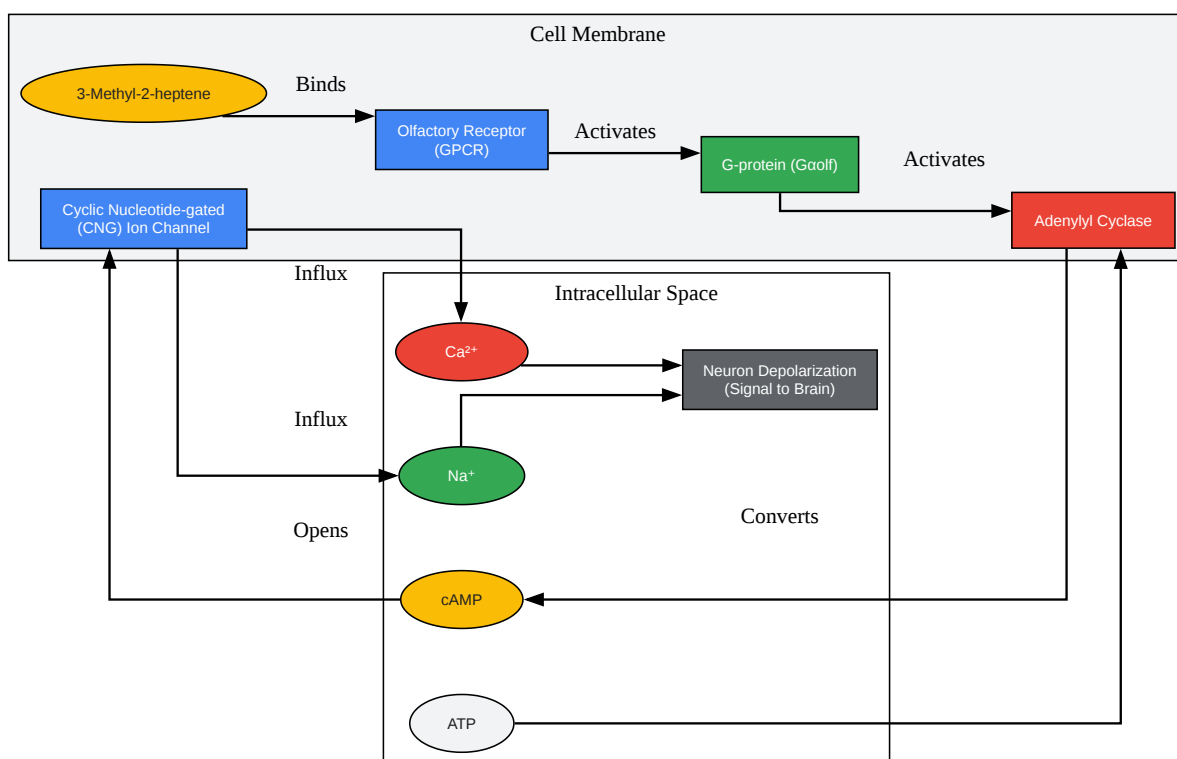 Cell Membrane
3-Methyl-2-heptene
Binds
Olfactory Receptor
(GPCR)
Activates
G-protein (Gαolf)
Activates
Adenylyl Cyclase
Cyclic Nucleotide-gated
(CNG) Ion Channel
Influx
Intracellular Space
Ca²⁺
Neuron Depolarization
(Signal to Brain)
Influx
Na⁺
Converts
Opens
cAMP
ATP